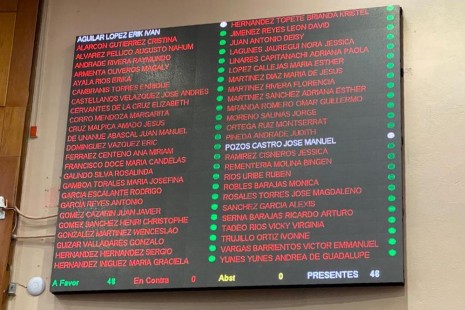 AGUILAR LOPEZ ERIK IVAN
ALARCON GUTIERREZ CRISTINA
ALVAREZ PELLICO AUGUSTO NAHUM
ANDRADE RIVERA RAYMUNDO
ARMENTA OLIVEROS MAGALY
AYALA RIOS ERIKA
CAMBRANIS TORRES ENRIQUE
CASTELLANOS VELAZQUEZ JOSE ANDRES
CERVANTES DE LA CRUZ ELIZABETH
CORTO MENDOZA MARGARITA
CRUZ MALPICA AMADO JESUS
DE UNANUE ABASCAL JUAN MANUEL
DOMINGUEZ VAZQUEZ ERIC
FERRAEZ CENTENO ANA MIRIAM
FRANCISCO DOCE MARIA CANDELAS
GALINDO SILVA ROSALINDA
GAMBOA TORALES MARIA JOSEFINA
GARCIA ESCALANTE RODRIGO
GARCIA REYES ANTONIO
GOMEZ CAZARIN JUAN JAVIER
GOMEZ SANCHEZ HENRI CHRISTOPHE
GONZALEZ MARTINEZ WENCESLAO
GUIZAR VALLADARES GONZALO
HERNANDEZ HERNANDEZ SERGIO
HERNANDEZ IÑIGUEZ MARIA GRACIELA
HERNANDEZ TOPETE BRIANDA KRISTEL
JIMENEZ REYES LEON DAVID
JUAN ANTONIO DEISY
LAGUNES JAUREGUI NORA JESSICA
LINARES CAPITANACHI ADRIANA PAOLA
LOPEZ CALLEJAS MARIA ESTHER
MARTINEZ DIAZ MARIA DE JESUS
MARTINEZ RIVERA FLORENCIA
MARTINEZ SANCHEZ ADRIANA ESTHER
MIRANDA ROMERO OMAR GUILLERMO
MORENO SALINAS JORGE
ORTEGA RUIZ MONTSERRAT
PINEDA ANDRADE JUDITH
POZOS CASTRO JOSE MANUEL
RAMIREZ CISNEROS JESSICA
REMENTERIA MOLINA BINGEN
RIOS URIBE RUBEN
ROBLES BARAJAS MONICA
ROSALES TORRES JOSE MAGDALENO
SANCHEZ GARCIA ALEXIS
SERNA BARAJAS RICARDO ARTURO
TADEO RIOS VICKY VIRGINIA
TRUJILLO ORTIZ IVONNE
VARGAS BARRIENTOS VICTOR EMMANUEL
YUNES YUNES ANDREA DE GUADALUPE
A Favor 48 En Contra 0 Abst 0 PRESENTES 48